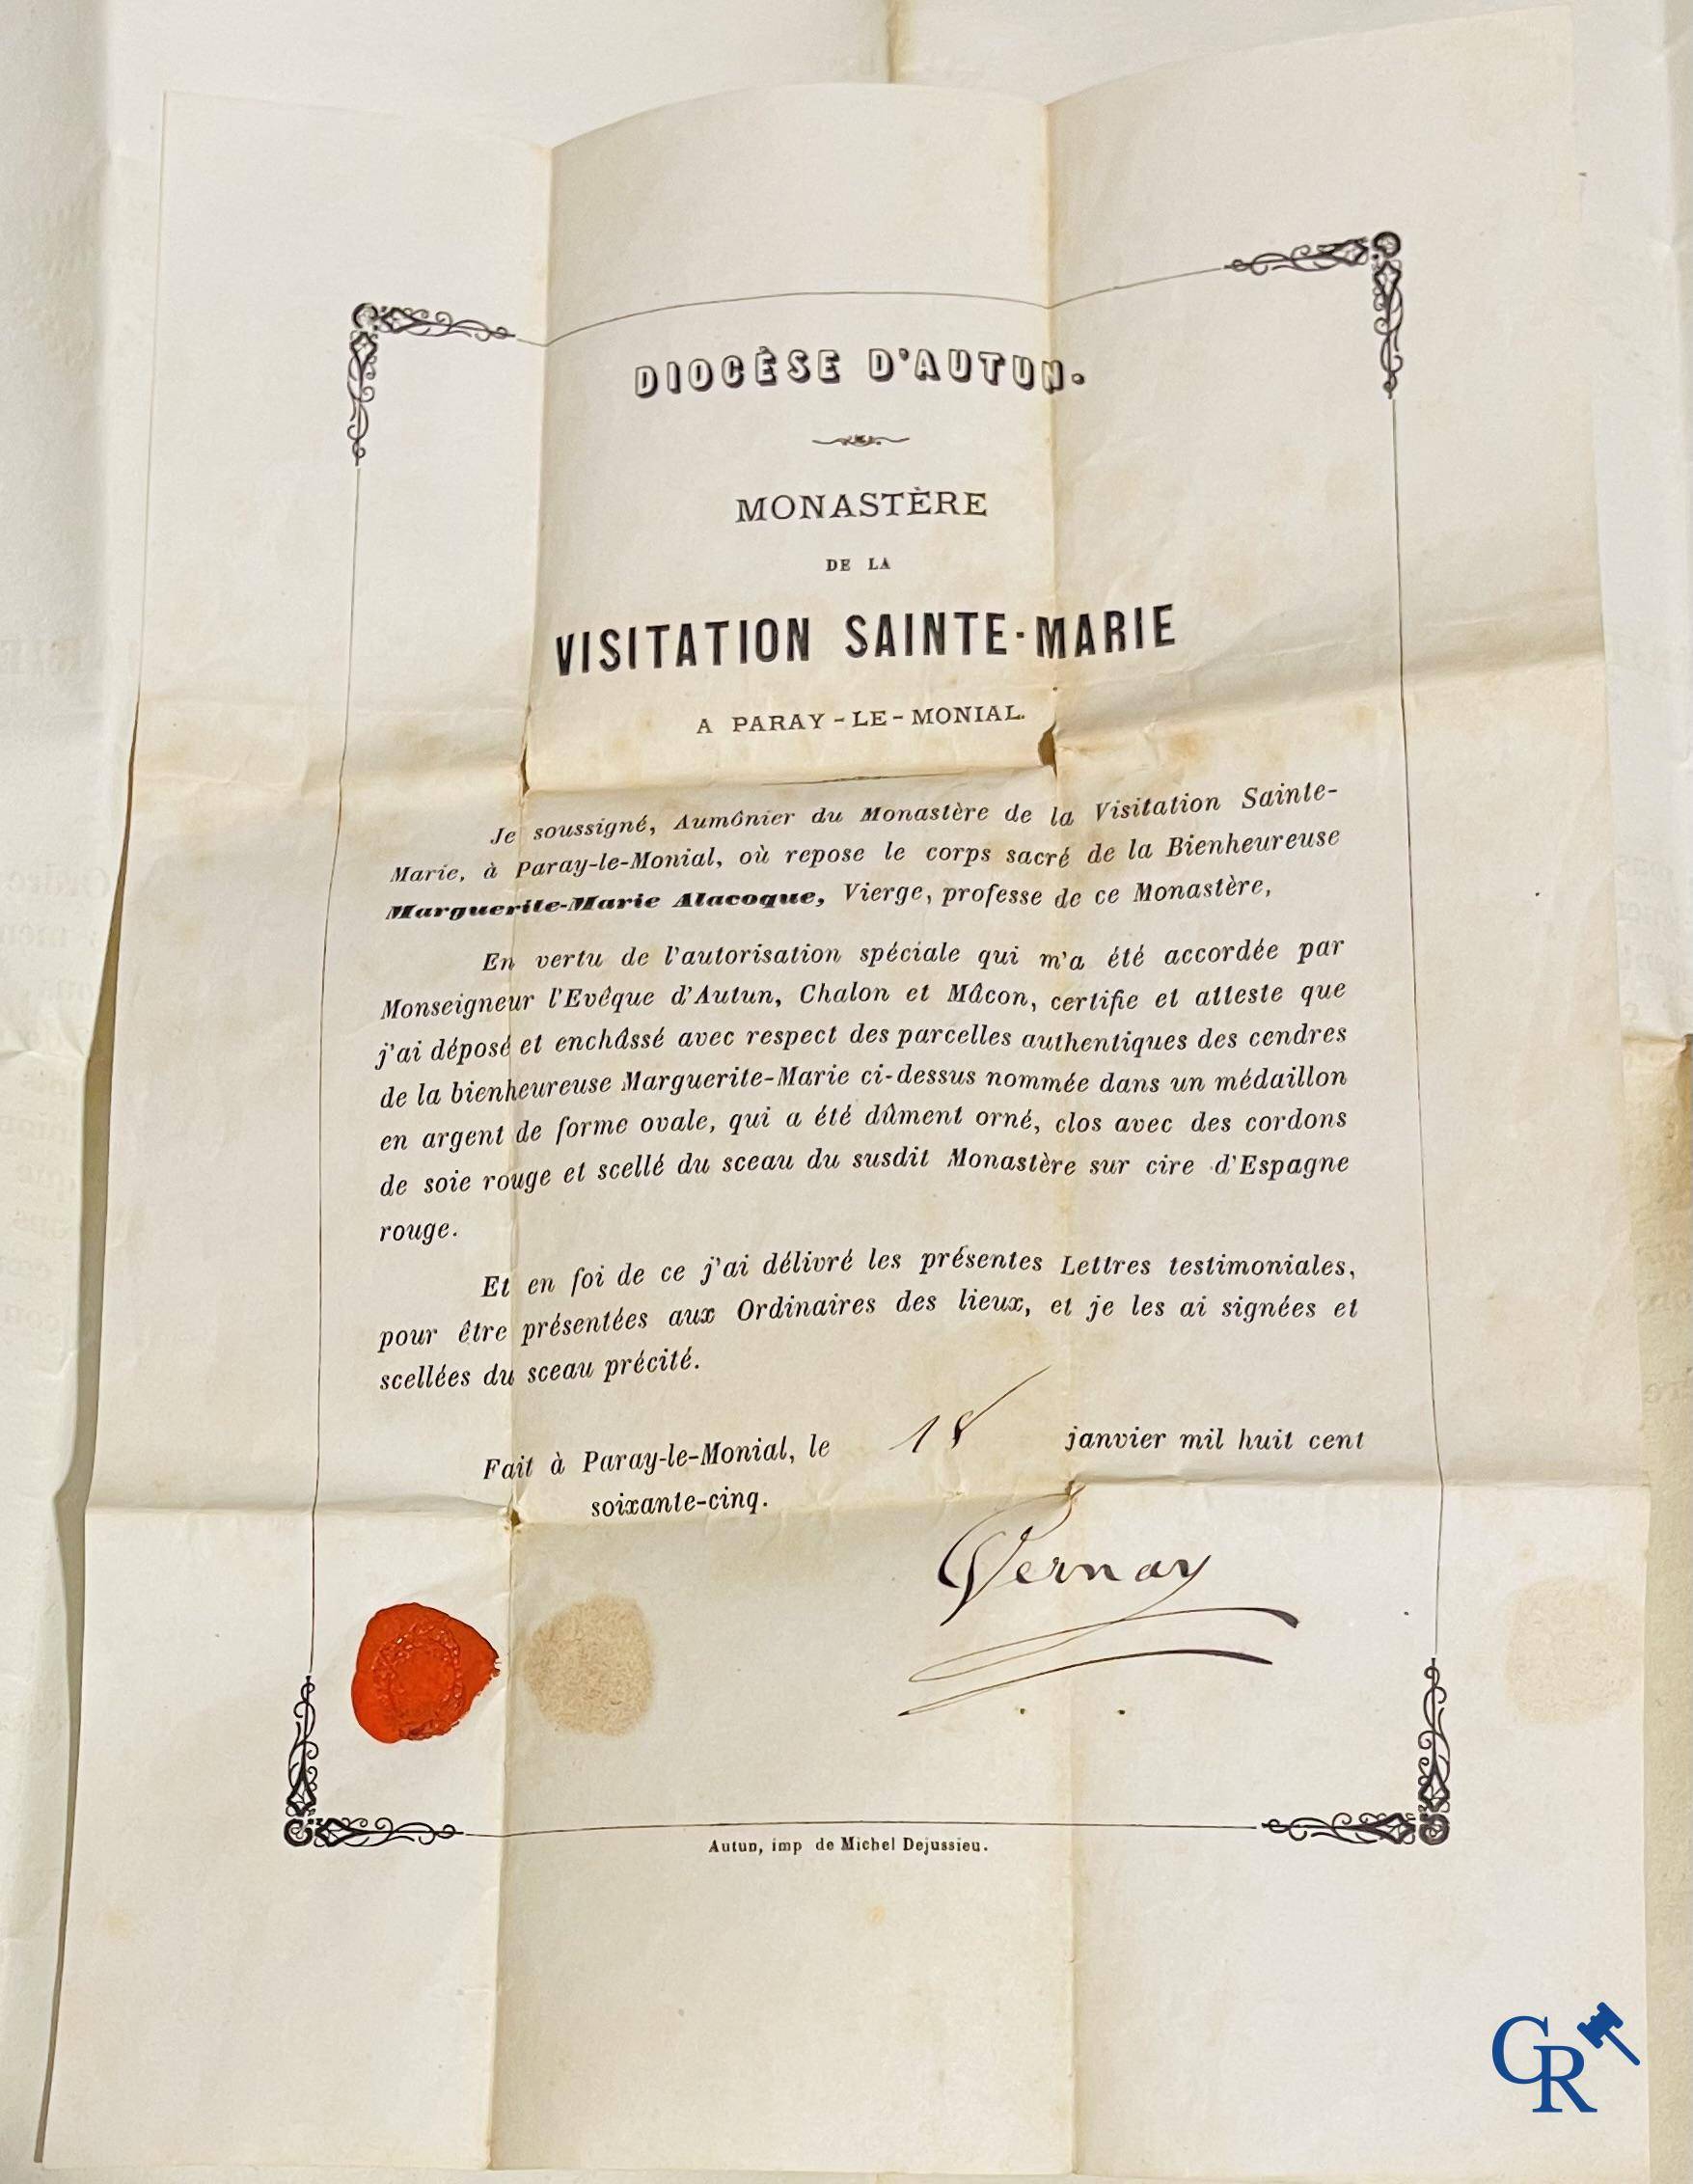 DIOCÈSE D'AUTUN.
MONASTÈRE
DE LA
VISITATION SAINTE-MARIE
A PARAY-LE-MONIAL.
Je soussigné, Aumônier du Monastère de la Visitation Sainte-
Marie, à Paray-le-Monial, où repose le corps sacré de la Bienheureuse
Marguerite-Marie Alacoque, Vierge, professe de ce Monastère,
En vertu de l'autorisation spéciale qui m'a été accordée par
Monseigneur l'Evêque d'Autun, Chalon et Mâcon, certifie et atteste que
j'ai déposé et enchâssé avec respect des parcelles authentiques des cendres
de la bienheureuse Marguerite-Marie ci-dessus nommée dans un médaillon
en argent de forme ovale, qui a été dûment orné, clos avec des cordons
de soie rouge et scellé du sceau du susdit Monastère sur cire d'Espagne
rouge.
Et en foi de ce j'ai délivré les présentes Lettres testimoniales,
pour être présentées aux Ordinaires des lieux, et je les ai signées et
scellées du sceau précité.
Fait à Paray-le-Monial, le 18 janvier mil huit cent
soixante-cinq.
Vernay
Autun, imp de Michel Dejussieu.
CR